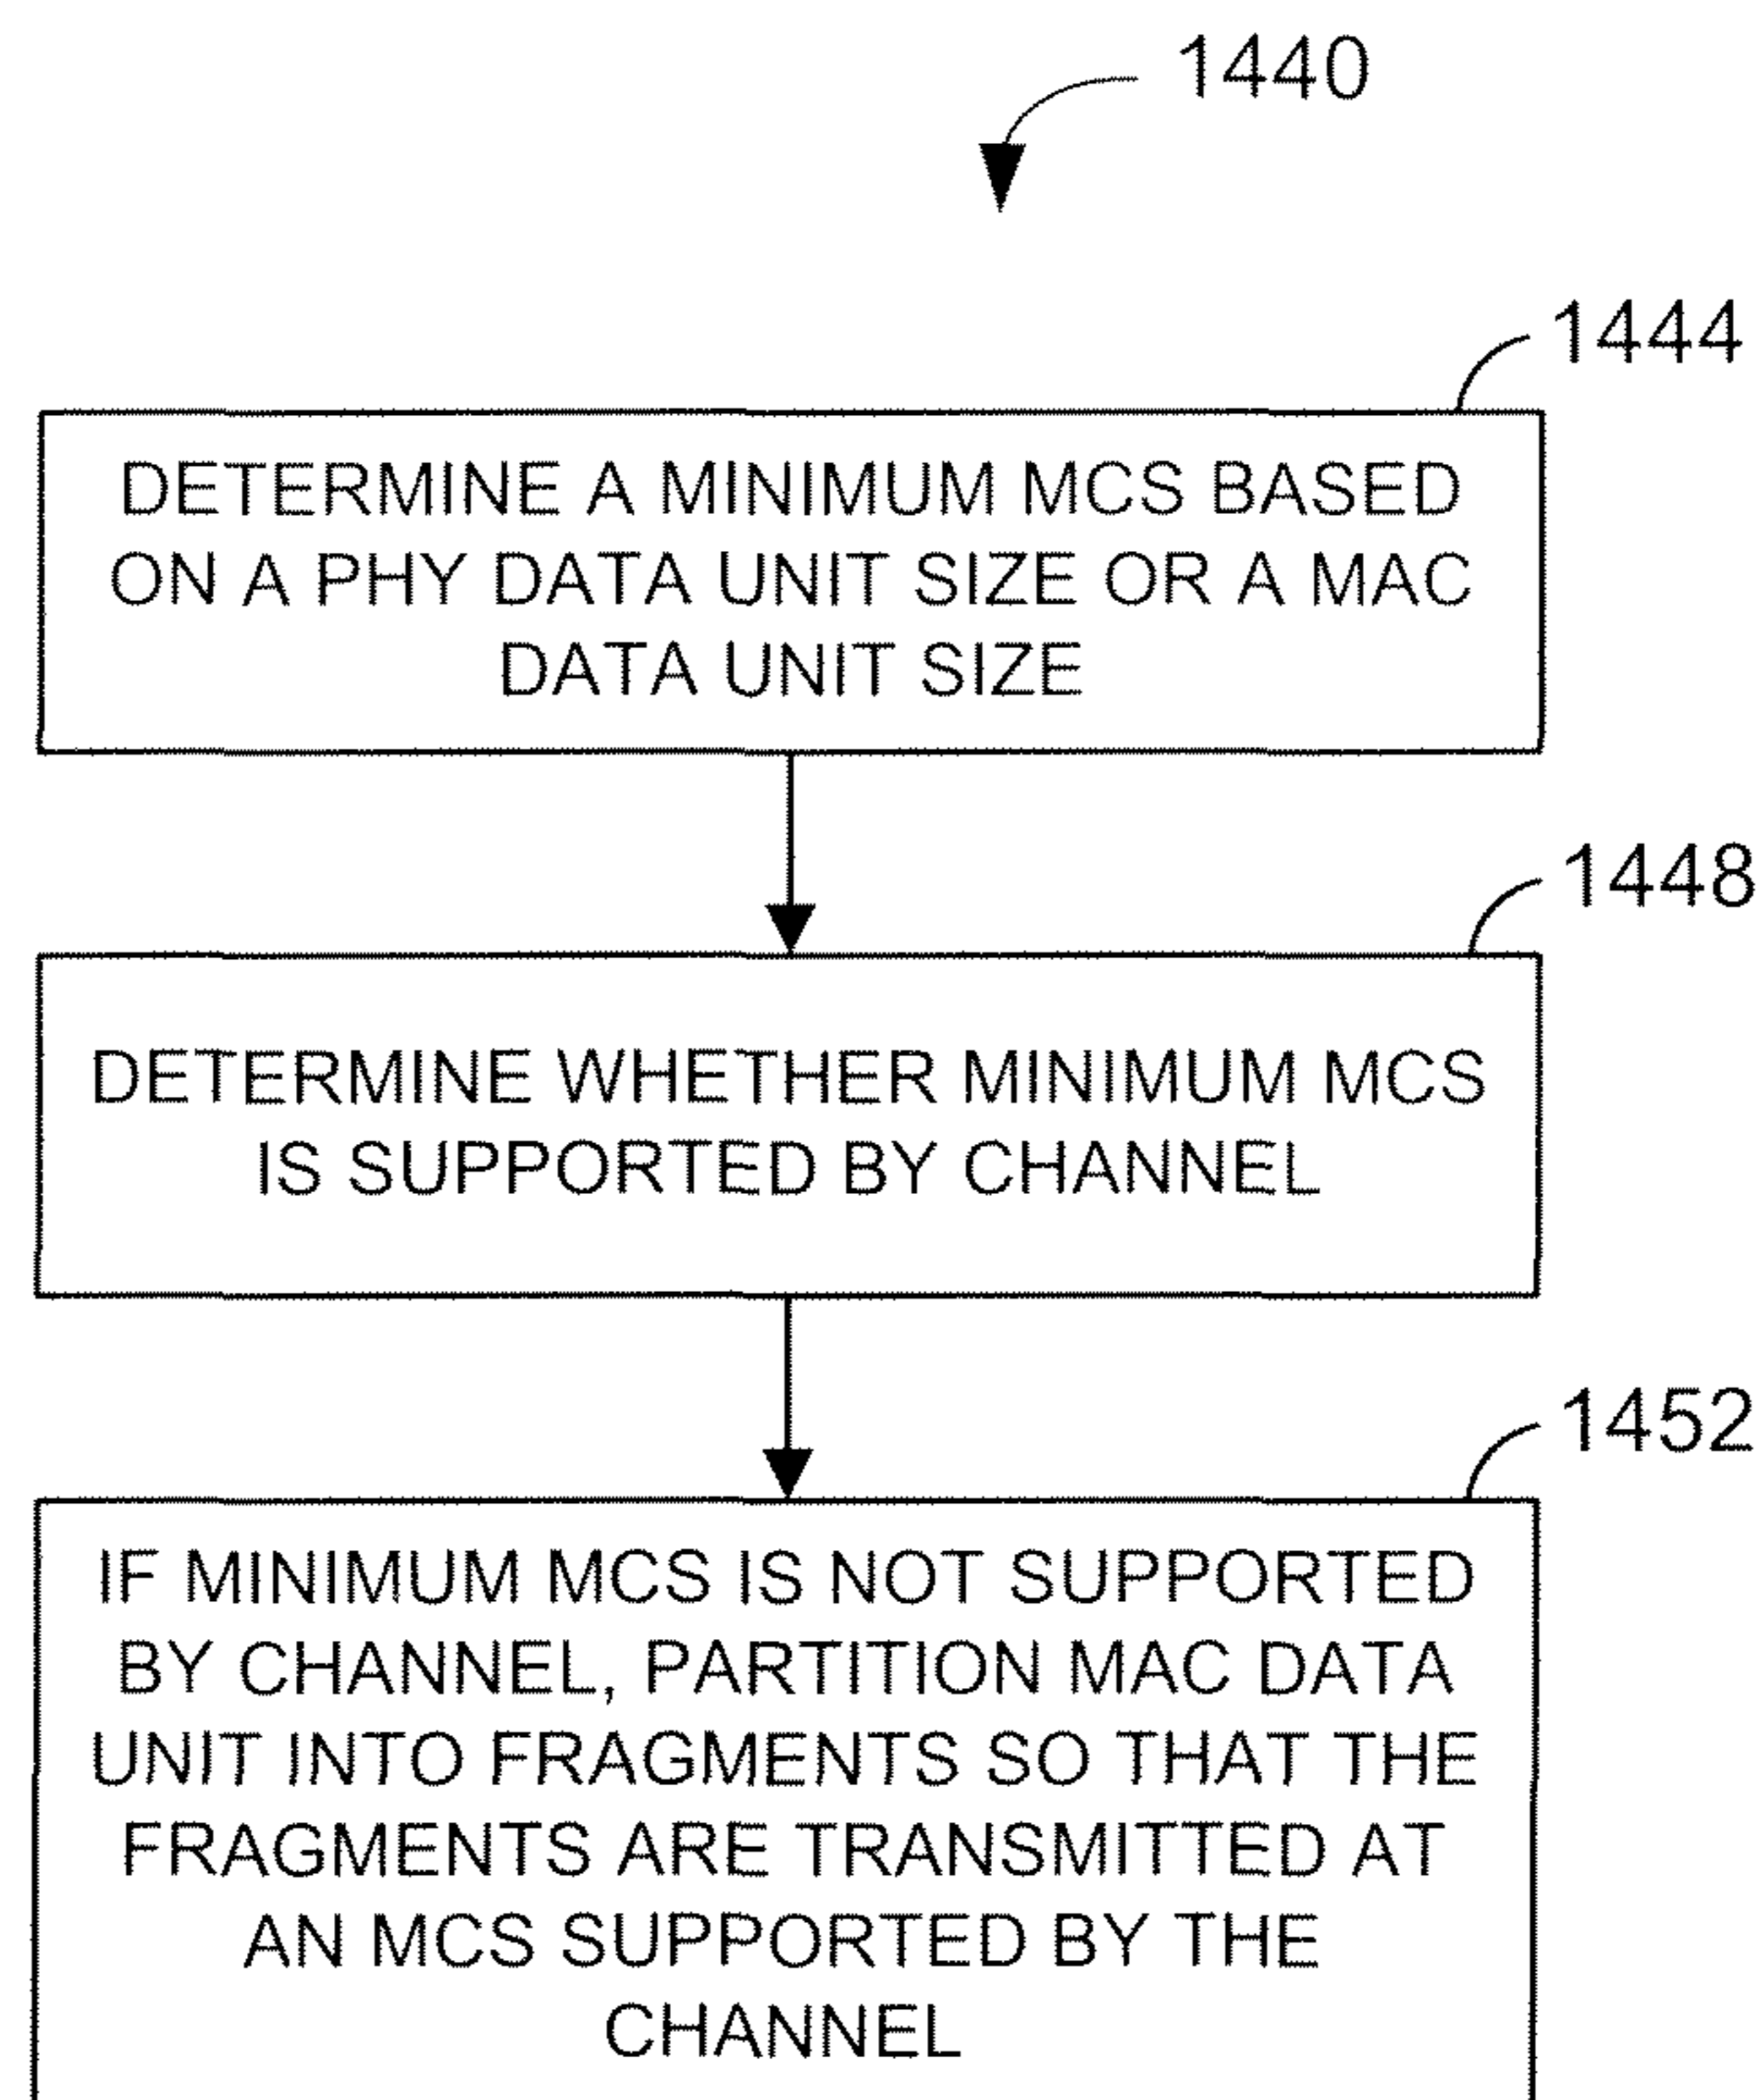 1440
1444
DETERMINE A MINIMUM MCS BASED
ON A PHY DATA UNIT SIZE OR A MAC
DATA UNIT SIZE
1448
DETERMINE WHETHER MINIMUM MCS
IS SUPPORTED BY CHANNEL
1452
IF MINIMUM MCS IS NOT SUPPORTED
BY CHANNEL, PARTITION MAC DATA
UNIT INTO FRAGMENTS SO THAT THE
FRAGMENTS ARE TRANSMITTED AT
AN MCS SUPPORTED BY THE
CHANNEL